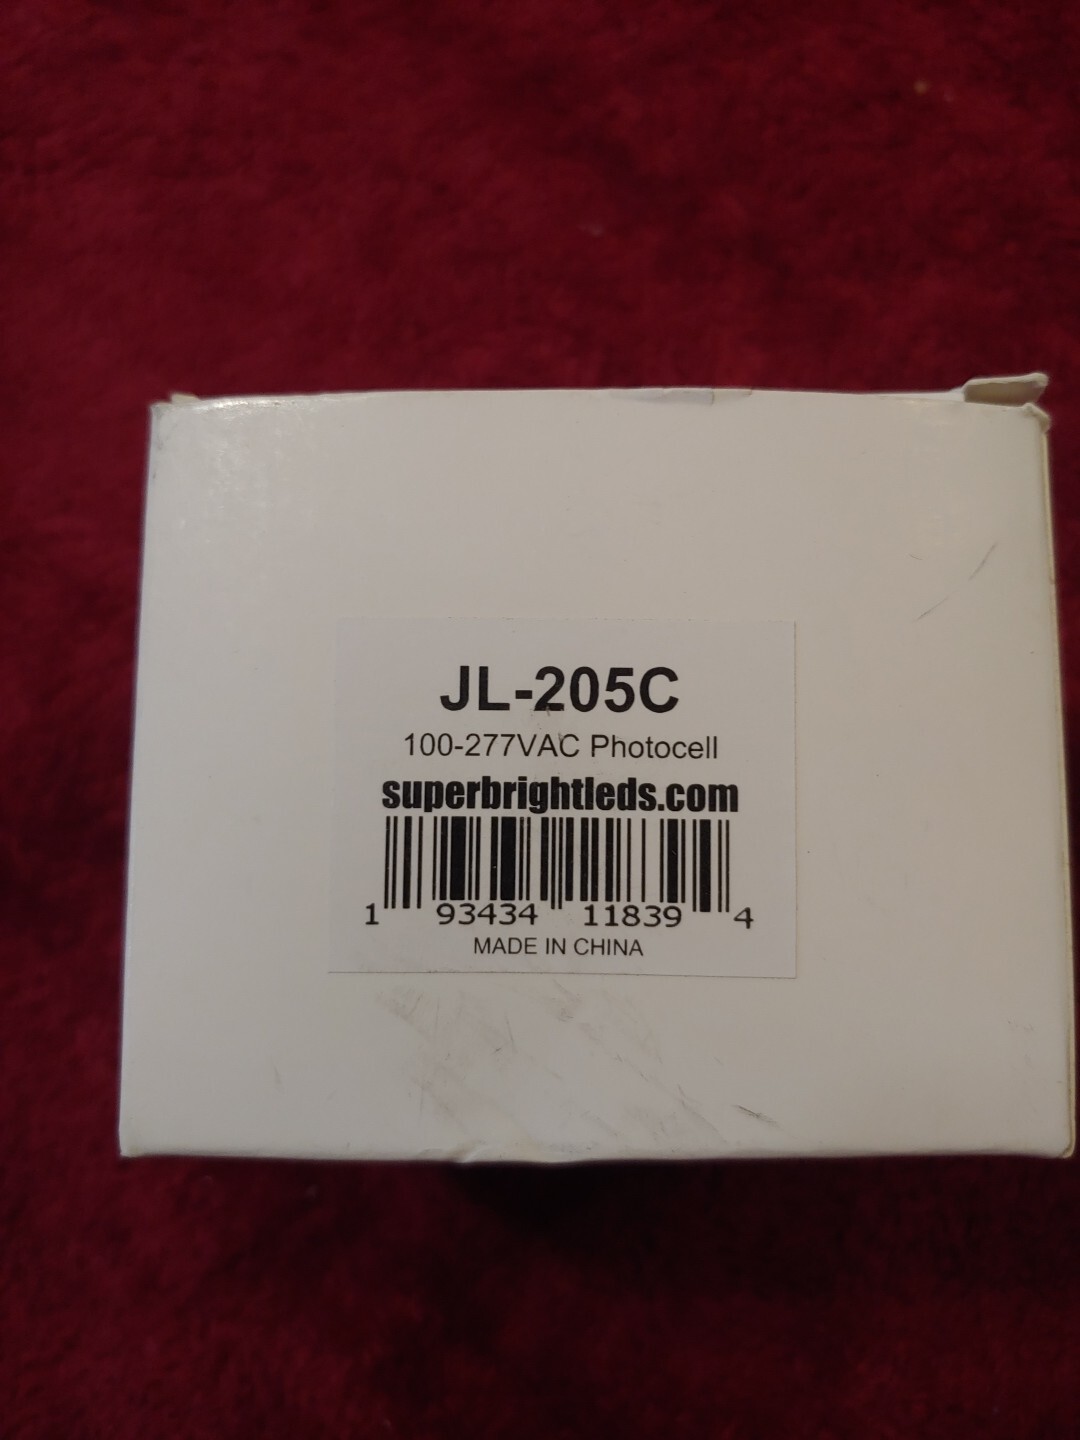 JL-205C
100-277VAC Photocell
superbrightleds.com
1 93434 11839 4
MADE IN CHINA